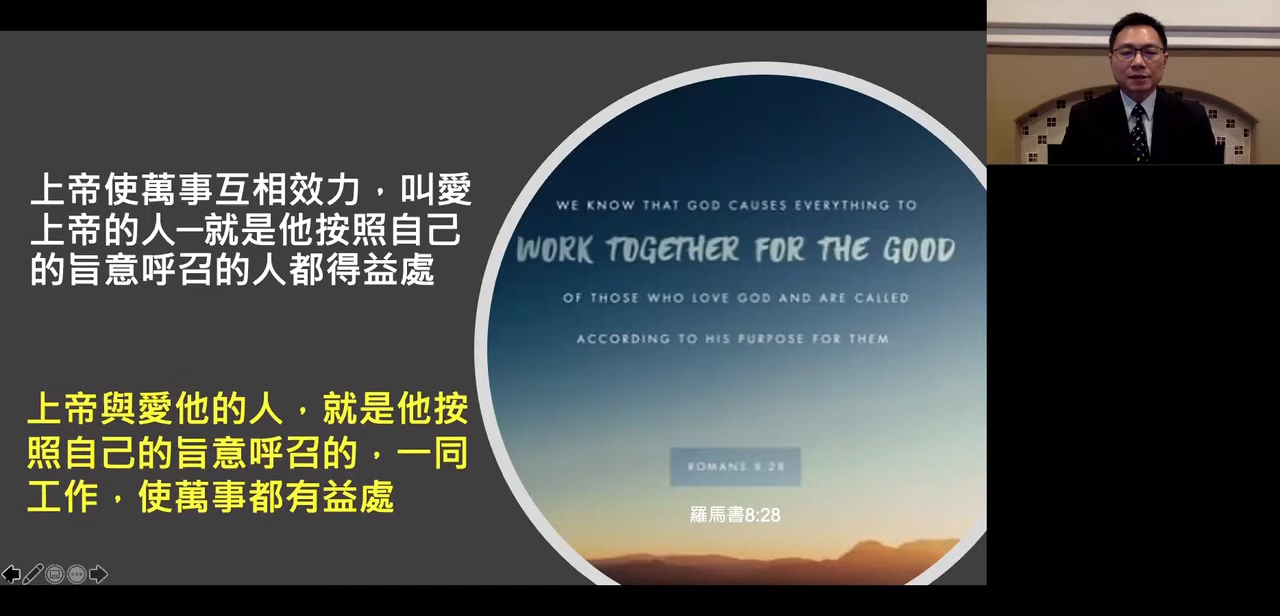 上帝使萬事互相效力，叫愛
上帝的人—就是他按照自己
的旨意呼召的人都得益處
上帝與愛他的人，就是他按
照自己的旨意呼召的，一同
工作，使萬事都有益處
WE KNOW THAT GOD CAUSES EVERYTHING TO
WORK TOGETHER FOR THE GOOD
OF THOSE WHO LOVE GOD AND ARE CALLED
ACCORDING TO HIS PURPOSE FOR THEM
ROMANS 8:28
羅馬書8:28